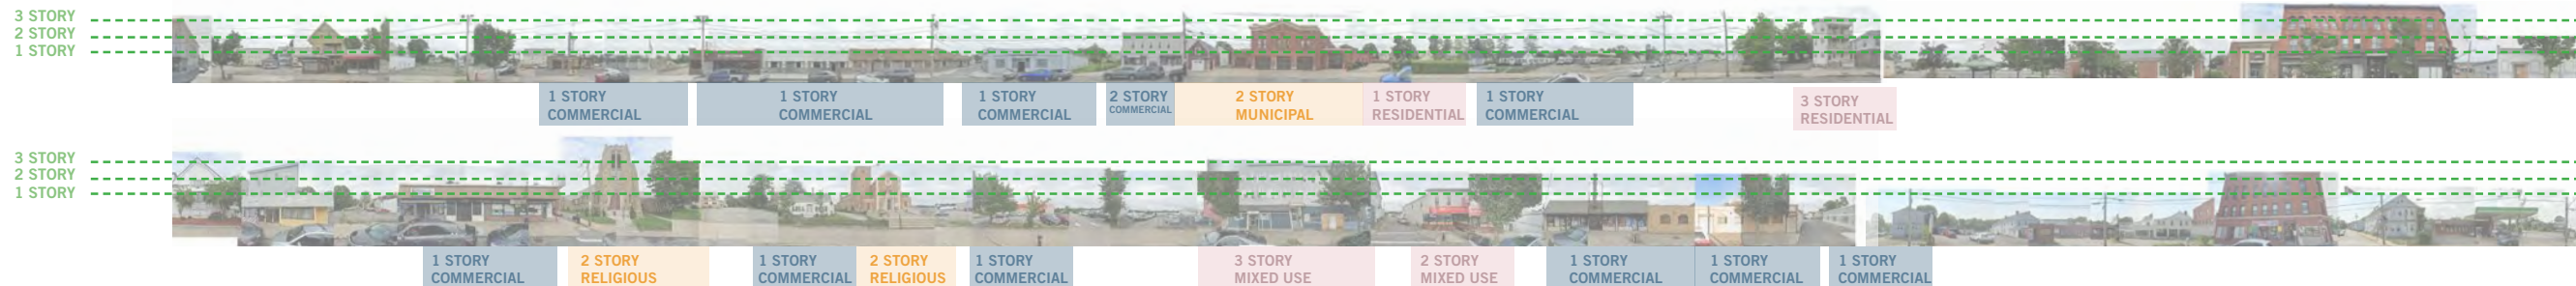 3 STORY
2 STORY
1 STORY
1 STORY
COMMERCIAL
1 STORY
COMMERCIAL
1 STORY
COMMERCIAL
2 STORY
COMMERCIAL
2 STORY
MUNICIPAL
1 STORY
RESIDENTIAL
1 STORY
COMMERCIAL
3 STORY
RESIDENTIAL
3 STORY
2 STORY
1 STORY
1 STORY
COMMERCIAL
2 STORY
RELIGIOUS
1 STORY
COMMERCIAL
2 STORY
RELIGIOUS
1 STORY
COMMERCIAL
3 STORY
MIXED USE
2 STORY
MIXED USE
1 STORY
COMMERCIAL
1 STORY
COMMERCIAL
1 STORY
COMMERCIAL